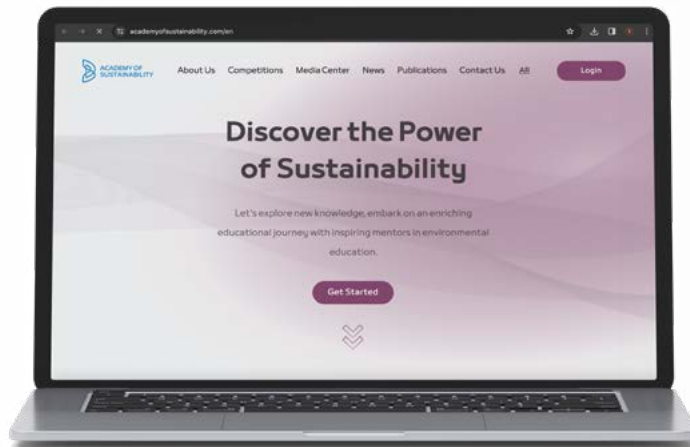 academyofsustainability.com/en
ACADEMY OF
SUSTAINABILITY
About Us Competitions Media Center News Publications Contact Us AR Login
Discover the Power
of Sustainability
Let's explore new knowledge, embark on an enriching
educational journey with inspiring mentors in environmental
education.
Get Started